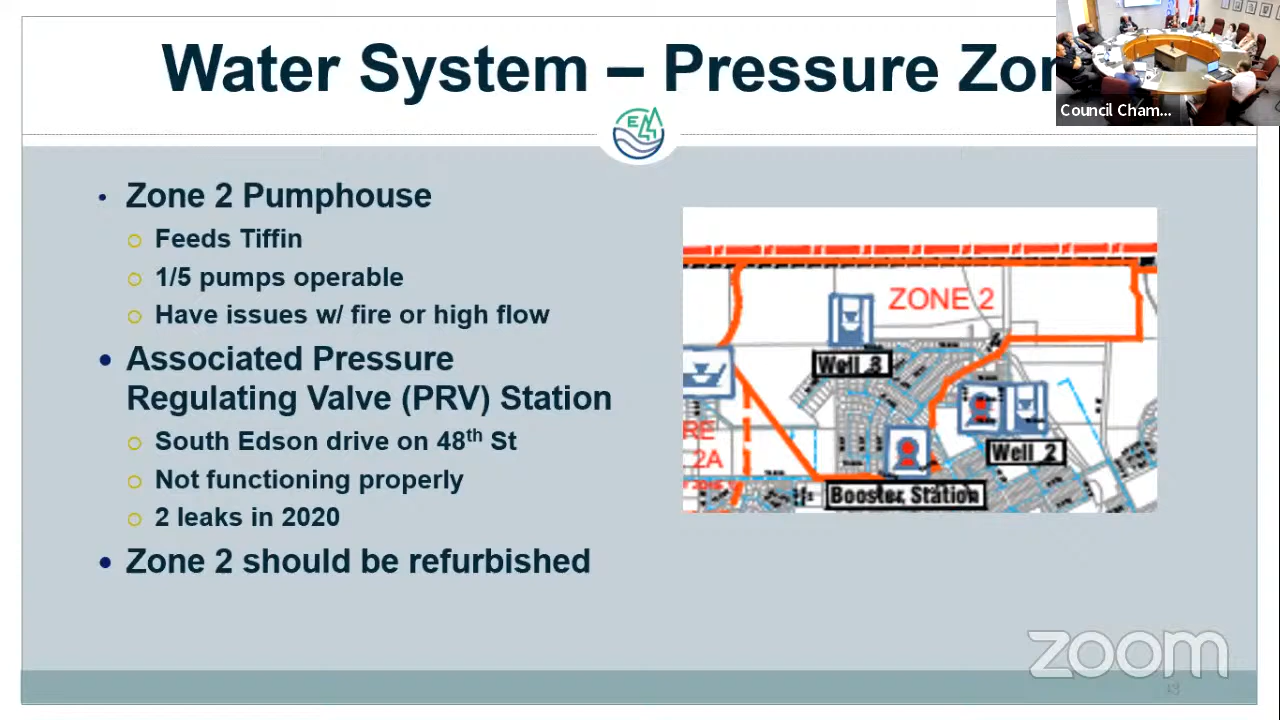 Water System – Pressure Zon
Council Cham...
• Zone 2 Pumphouse
○ Feeds Tiffin
○ 1/5 pumps operable
○ Have issues w/ fire or high flow
• Associated Pressure
Regulating Valve (PRV) Station
○ South Edson drive on 48th St
○ Not functioning properly
○ 2 leaks in 2020
• Zone 2 should be refurbished
ZONE 2
Well 3
Well 2
RE
2A
Booster Station
zoom